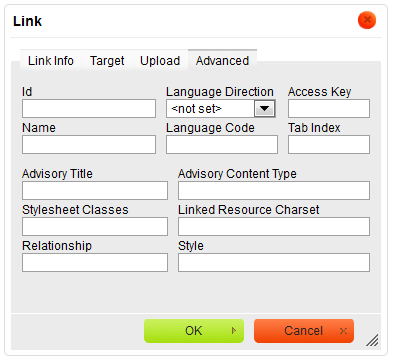 Link
Link Info Target Upload Advanced
Id Language Direction Access Key
<not set>
Name Language Code Tab Index
Advisory Title Advisory Content Type
Stylesheet Classes Linked Resource Charset
Relationship Style
OK Cancel